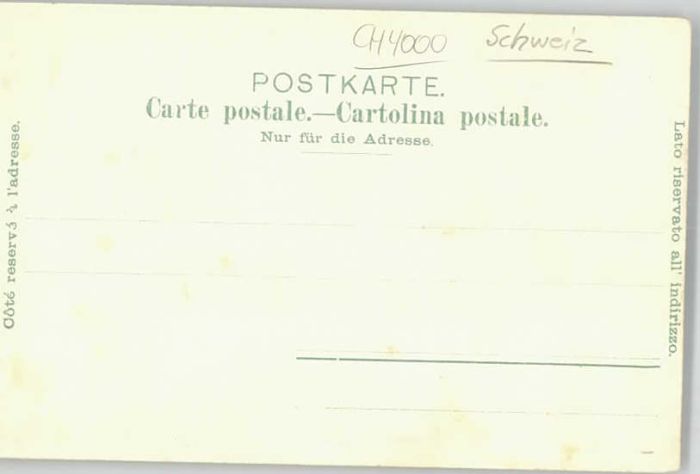 CH4000 Schweiz
POSTKARTE.
Carte postale.—Cartolina postale.
Nur für die Adresse.
Côté reservé à l'adresse.
Lato riservato all' indirizzo.